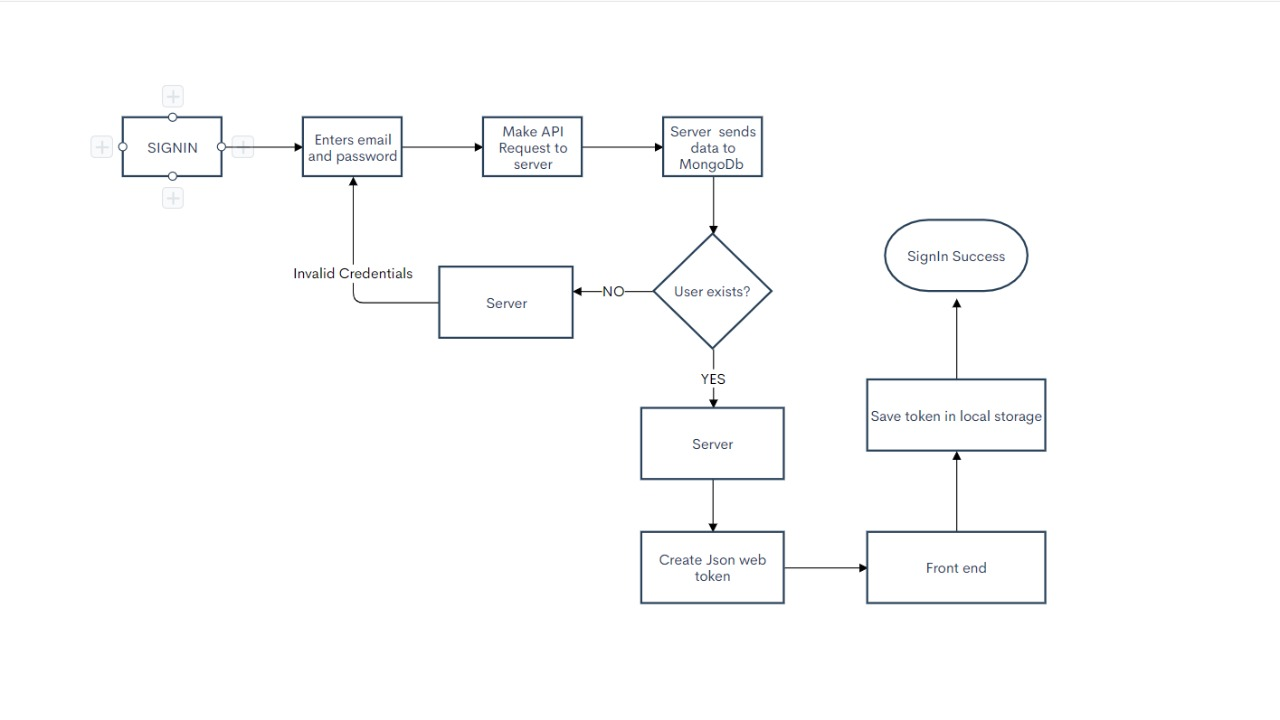 SIGNIN
Enters email
and password
Make API
Request to
server
Server sends
data to
MongoDb
SignIn Success
Invalid Credentials
Server
NO
User exists?
YES
Save token in local storage
Server
Create Json web
token
Front end